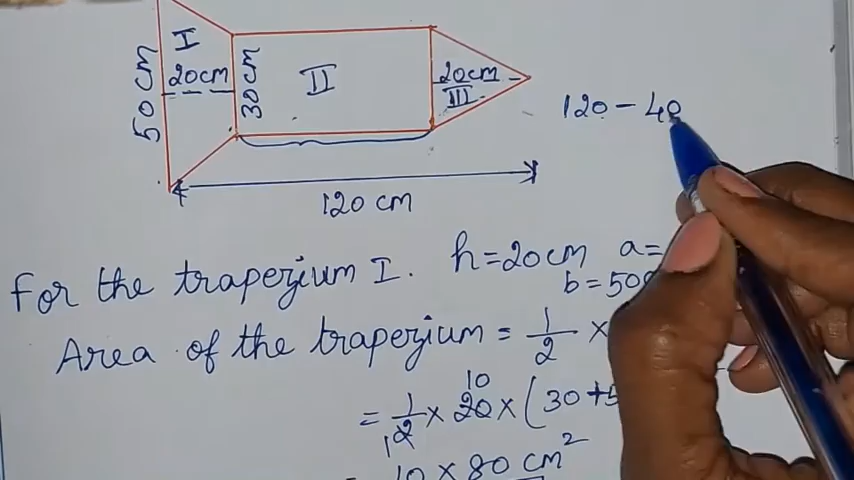 I
50 cm
20cm
30 cm
II
20cm
III
120 - 40
120 cm
For the trapezium I. h=20cm a=
b=50
Area of the trapezium = 1/2 ×
= 1/2 × 20 × (30 +5
10
1
= 10 × 80 cm²